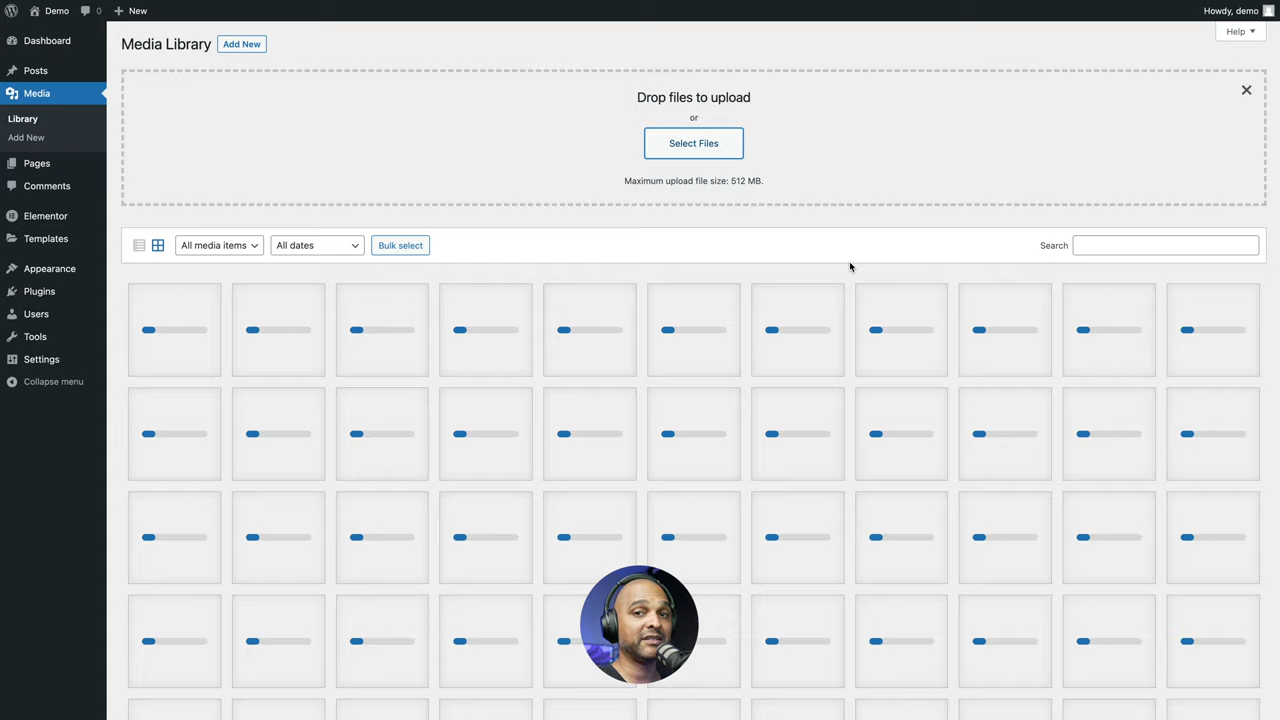 Demo
0
New
Howdy, demo
Dashboard
Posts
Media
Library
Add New
Pages
Comments
Elementor
Templates
Appearance
Plugins
Users
Tools
Settings
Collapse menu
Media Library
Add New
Help
Drop files to upload
or
Select Files
Maximum upload file size: 512 MB.
All media items
All dates
Bulk select
Search